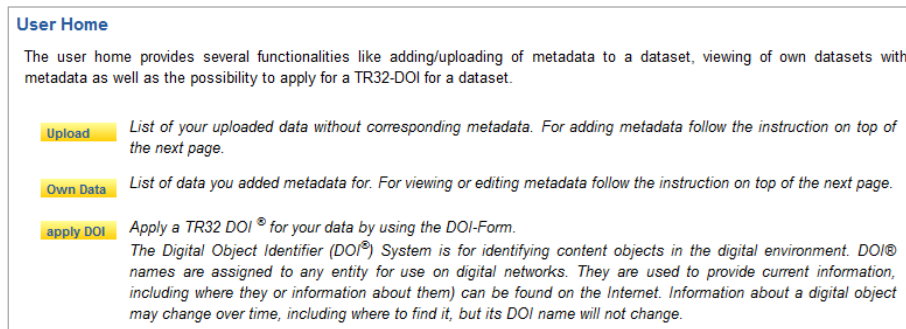 User Home
The user home provides several functionalities like adding/uploading of metadata to a dataset, viewing of own datasets with
metadata as well as the possibility to apply for a TR32-DOI for a dataset.
Upload
List of your uploaded data without corresponding metadata. For adding metadata follow the instruction on top of
the next page.
Own Data
List of data you added metadata for. For viewing or editing metadata follow the instruction on top of the next page.
apply DOI
Apply a TR32 DOI ® for your data by using the DOI-Form.
The Digital Object Identifier (DOI®) System is for identifying content objects in the digital environment. DOI®
names are assigned to any entity for use on digital networks. They are used to provide current information,
including where they or information about them) can be found on the Internet. Information about a digital object
may change over time, including where to find it, but its DOI name will not change.